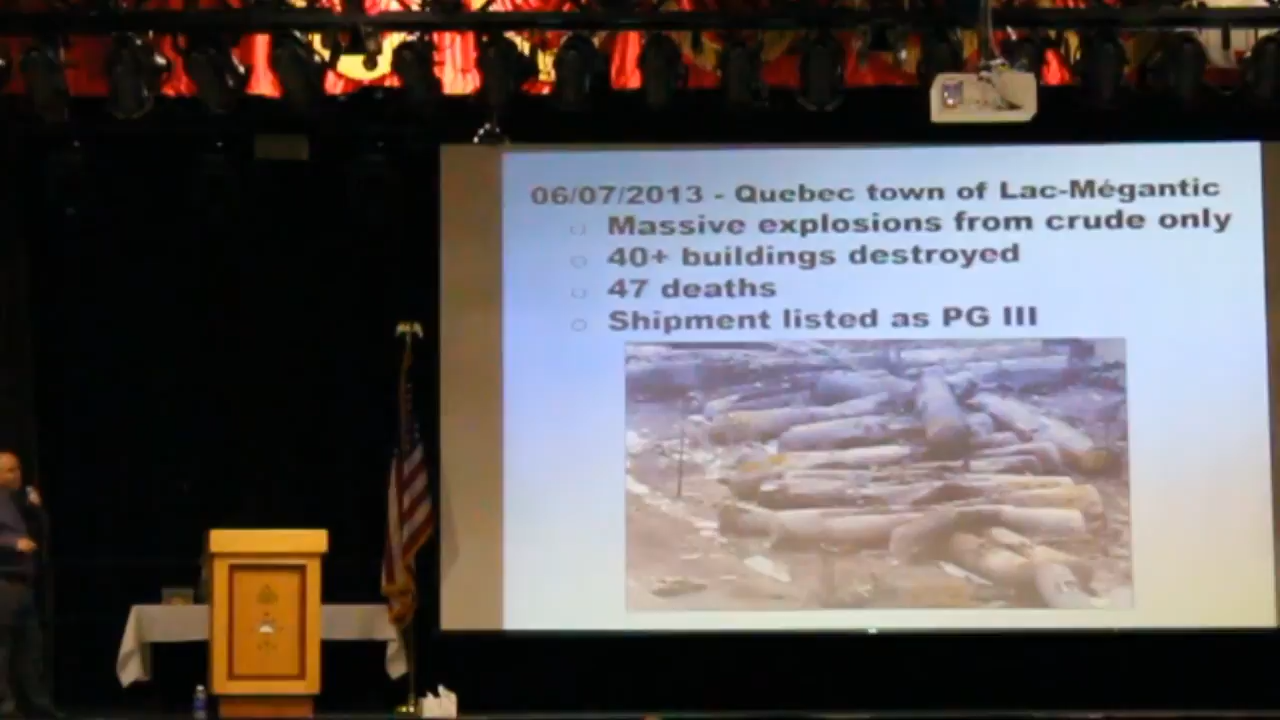 06/07/2013 - Quebec town of Lac-Mégantic
Massive explosions from crude only
40+ buildings destroyed
47 deaths
Shipment listed as PG III